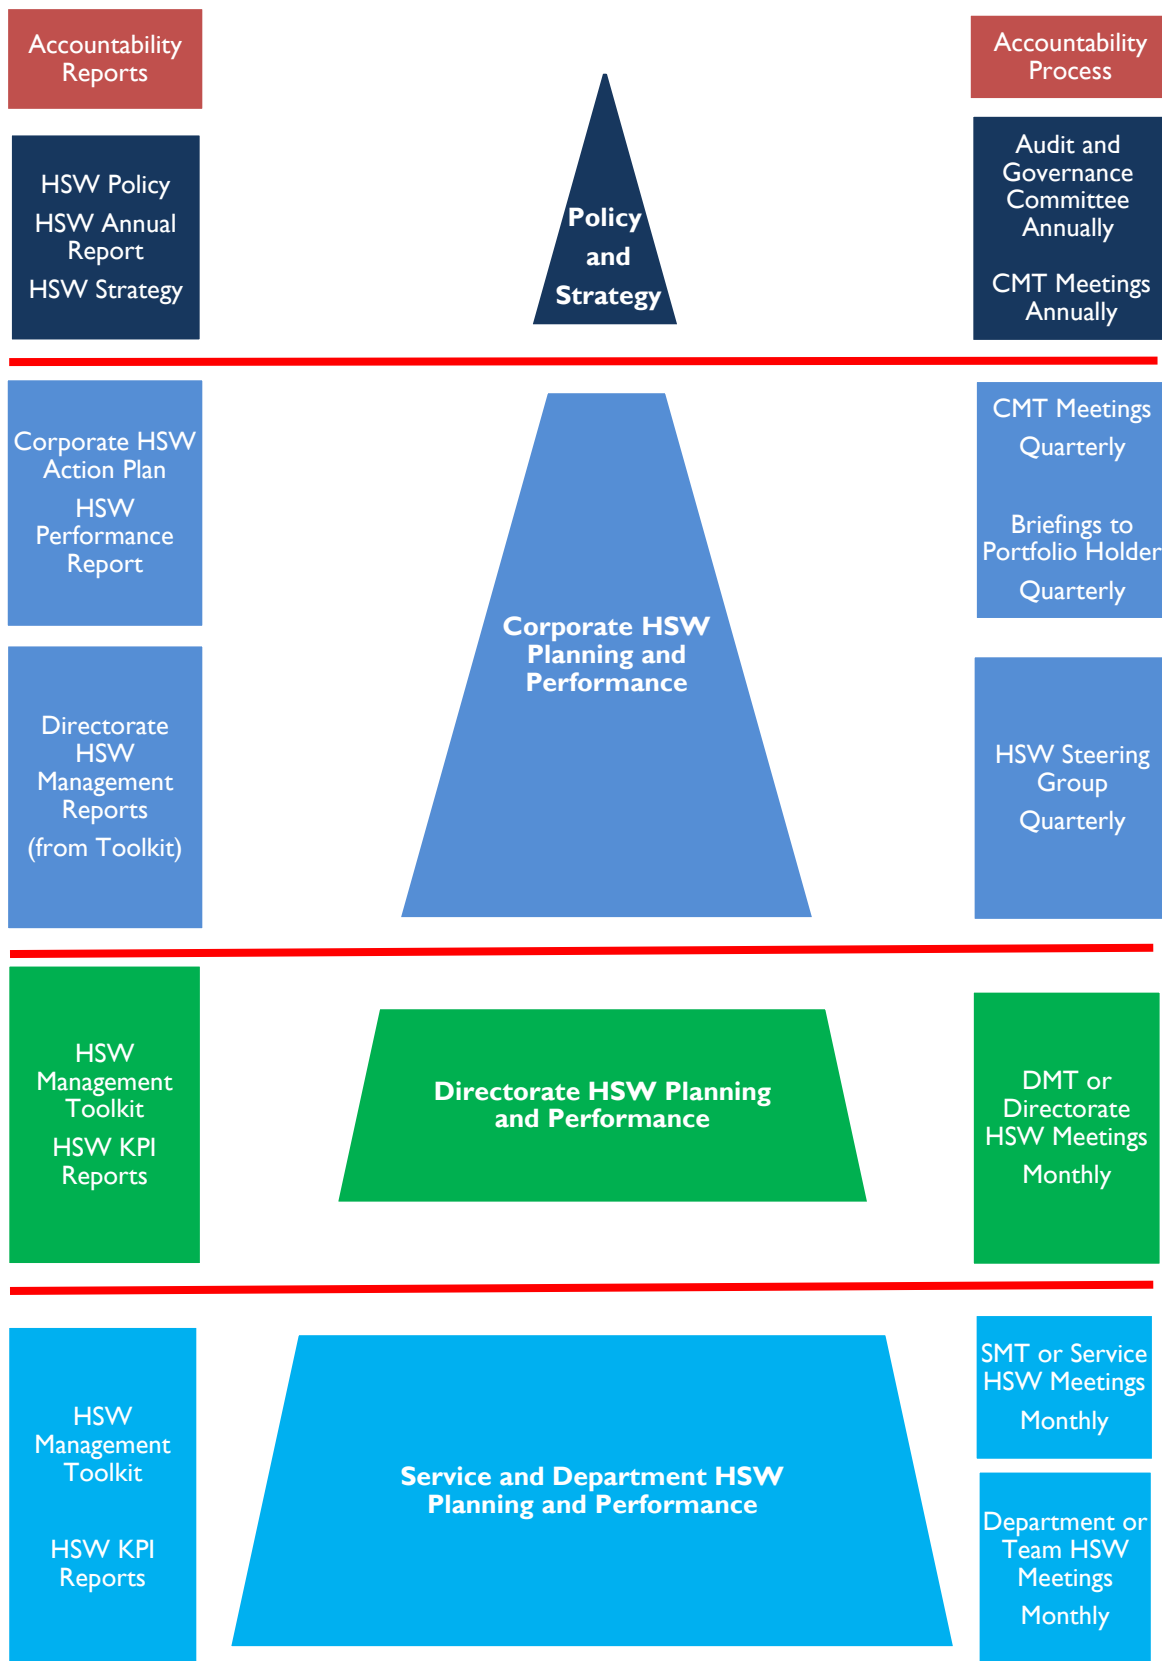 Accountability
Reports
Accountability
Process
HSW Policy
HSW Annual
Report
HSW Strategy
Policy
and
Strategy
Audit and
Governance
Committee
Annually
CMT Meetings
Annually
Corporate HSW
Action Plan
HSW
Performance
Report
Directorate
HSW
Management
Reports
(from Toolkit)
Corporate HSW
Planning and
Performance
CMT Meetings
Quarterly
Briefings to
Portfolio Holder
Quarterly
HSW Steering
Group
Quarterly
HSW
Management
Toolkit
HSW KPI
Reports
Directorate HSW Planning
and Performance
DMT or
Directorate
HSW Meetings
Monthly
HSW
Management
Toolkit
HSW KPI
Reports
Service and Department HSW
Planning and Performance
SMT or Service
HSW Meetings
Monthly
Department or
Team HSW
Meetings
Monthly